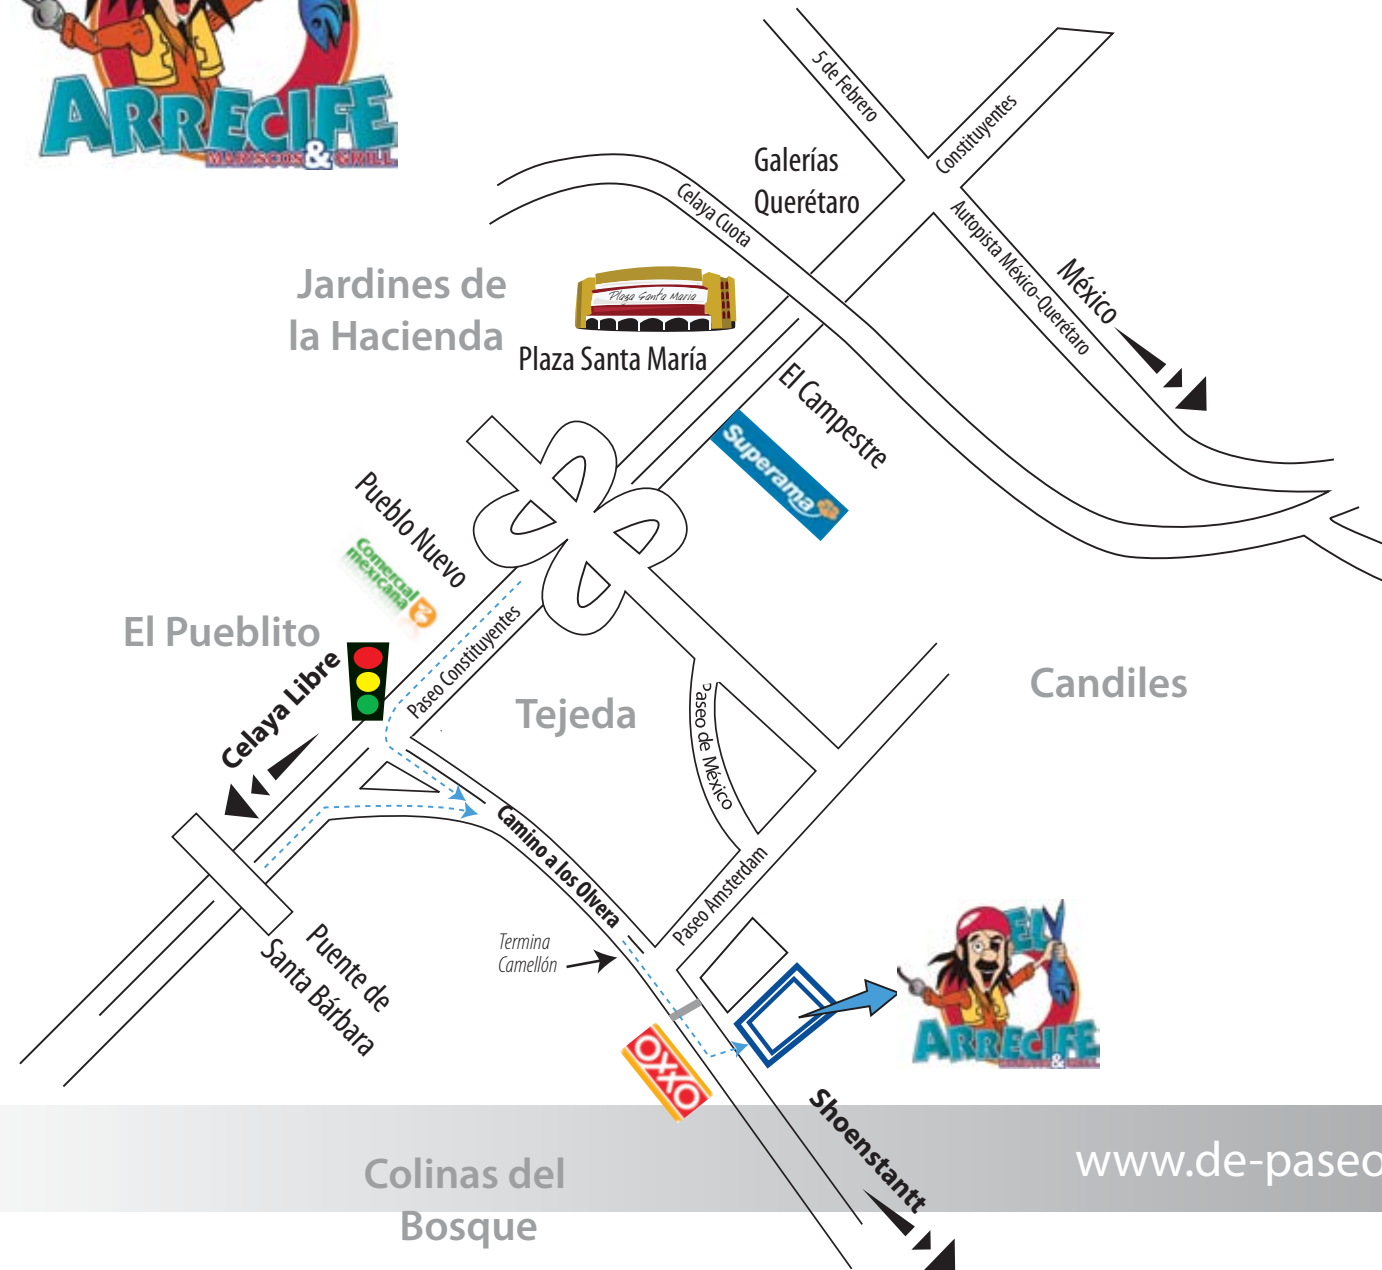 ARRECIFE
MARISCOS & GRILL
5 de Febrero
Constituyentes
Galerías
Querétaro
Celaya Cuota
Autopista México-Querétaro
México
Jardines de
la Hacienda
Plaza Santa María
Plaza Santa María
El Campestre
Superama
Pueblo Nuevo
Comercial
mexicana
El Pueblito
Celaya Libre
Paseo Constituyentes
Tejeda
Candiles
Paseo de México
Camino a los Olvera
Paseo Amsterdam
Termina
Camellón
Puente de
Santa Bárbara
OXXO
EL
ARRECIFE
MARISCOS & GRILL
Shoenstantt
www.de-paseo
Colinas del
Bosque